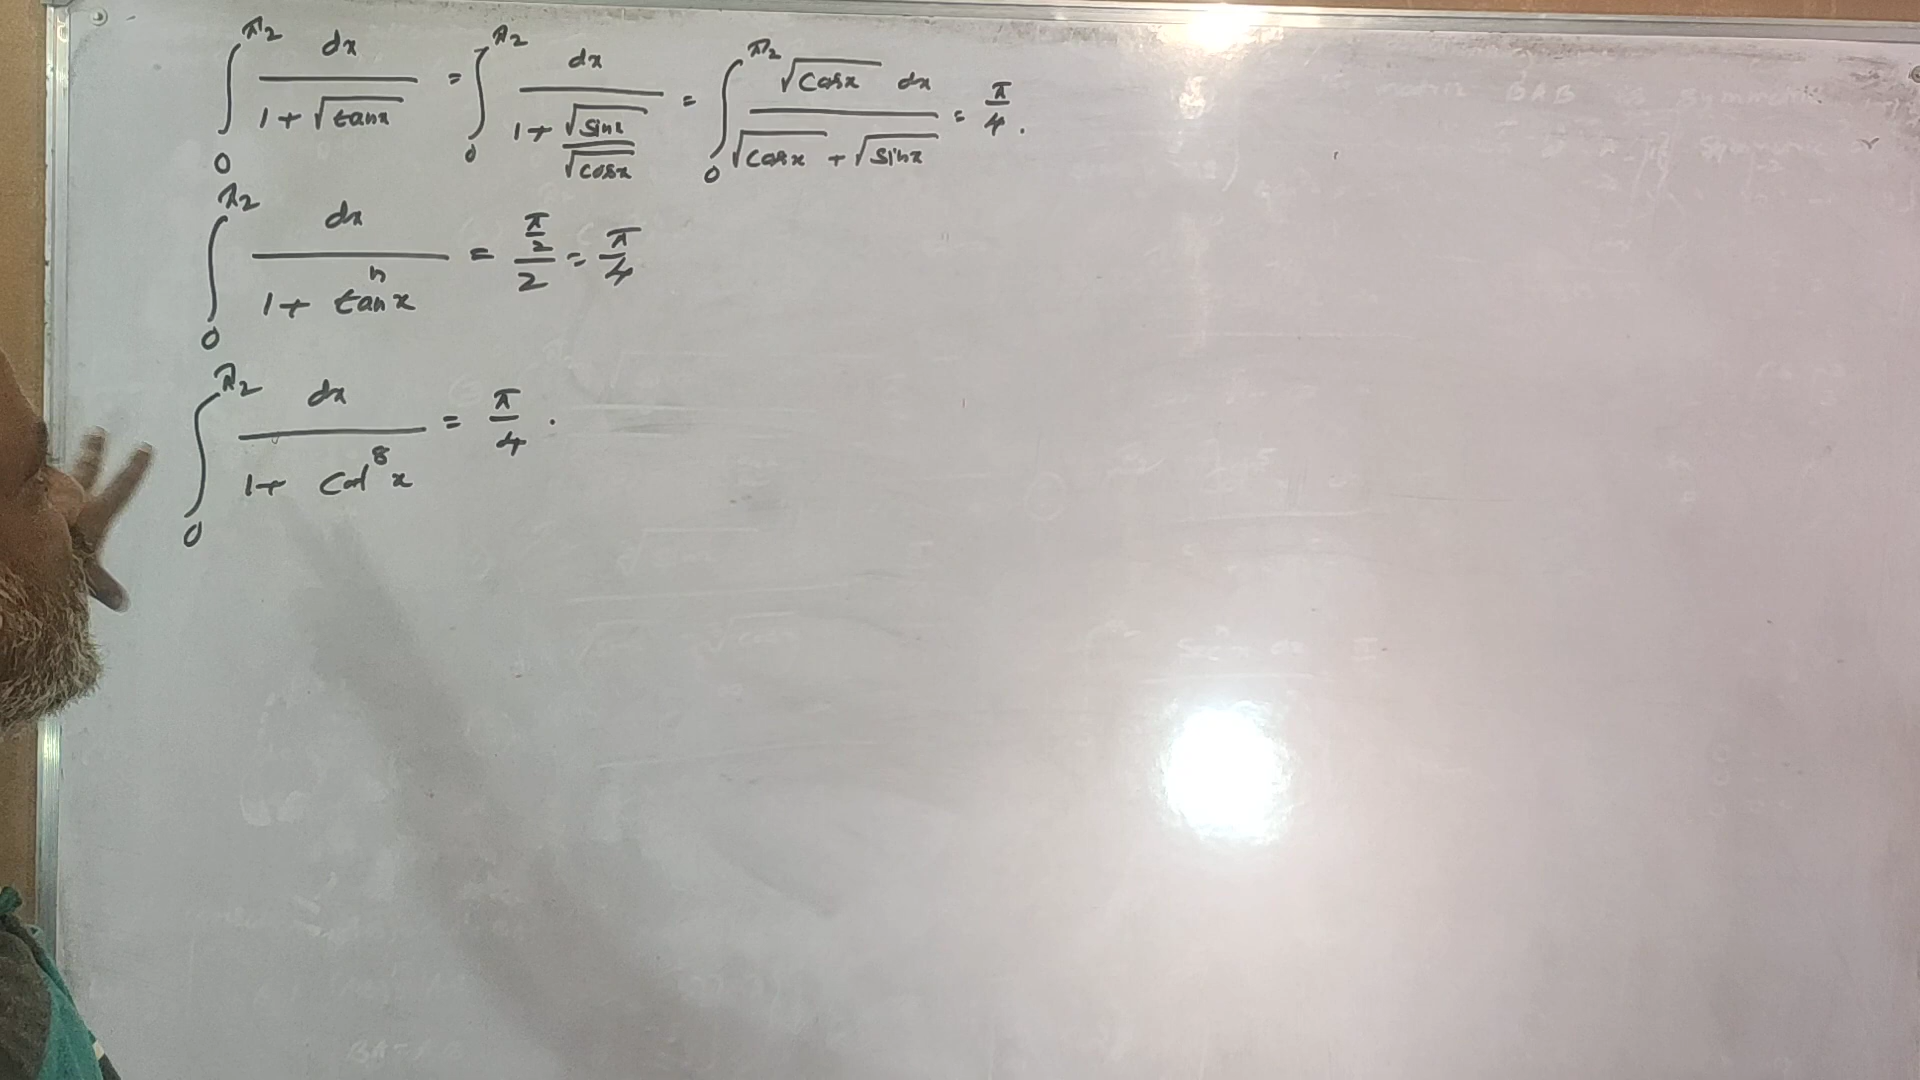 ∫₀^{π/2} dx / (1 + √tanx) = ∫₀^{π/2} dx / (1 + √sinx / √cosx) = ∫₀^{π/2} √cosx dx / (√cosx + √sinx) = π/4.
∫₀^{π/2} dx / (1 + tanⁿx) = (π/2)/2 = π/4
∫₀^{π/2} dx / (1 + cot⁸x) = π/4.